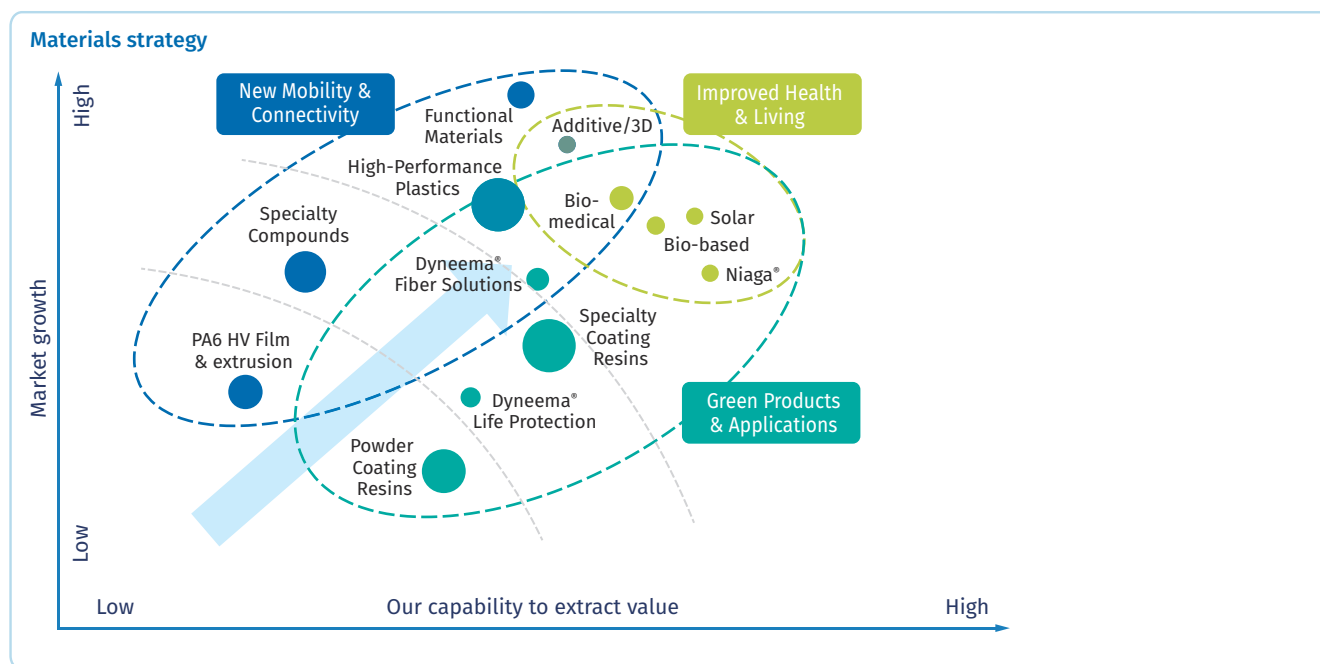 Materials strategy
High
New Mobility &
Connectivity
Improved Health
& Living
Functional
Materials
Additive/3D
High-Performance
Plastics
Bio-
medical
Solar
Bio-based
Niaga®
Specialty
Compounds
Dyneema®
Fiber Solutions
Specialty
Coating
Resins
PA6 HV Film
& extrusion
Dyneema®
Life Protection
Green Products
& Applications
Powder
Coating
Resins
Market growth
Low
Low
Our capability to extract value
High